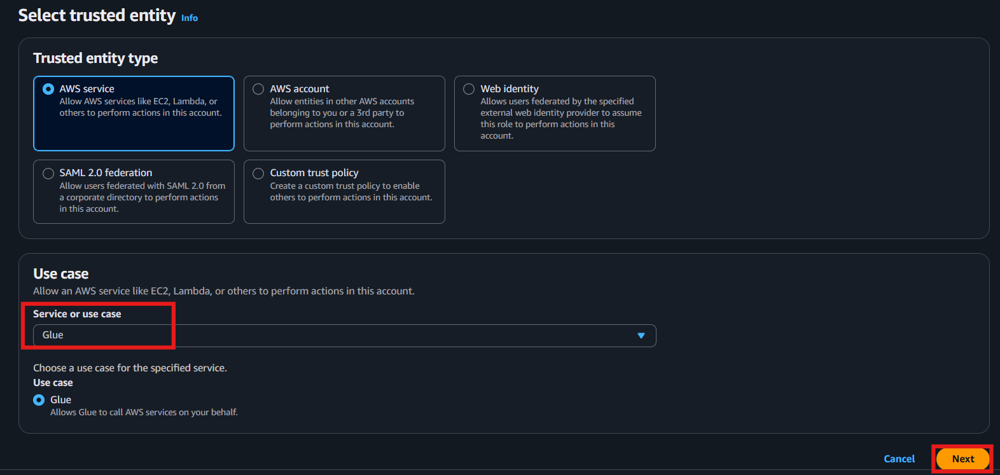 Select trusted entity Info
Trusted entity type
AWS service
Allow AWS services like EC2, Lambda, or
others to perform actions in this account.
AWS account
Allow entities in other AWS accounts
belonging to you or a 3rd party to
perform actions in this account.
Web identity
Allows users federated by the specified
external web identity provider to assume
this role to perform actions in this
account.
SAML 2.0 federation
Allow users federated with SAML 2.0 from
a corporate directory to perform actions
in this account.
Custom trust policy
Create a custom trust policy to enable
others to perform actions in this account.
Use case
Allow an AWS service like EC2, Lambda, or others to perform actions in this account.
Service or use case
Glue
Choose a use case for the specified service.
Use case
Glue
Allows Glue to call AWS services on your behalf.
Cancel
Next